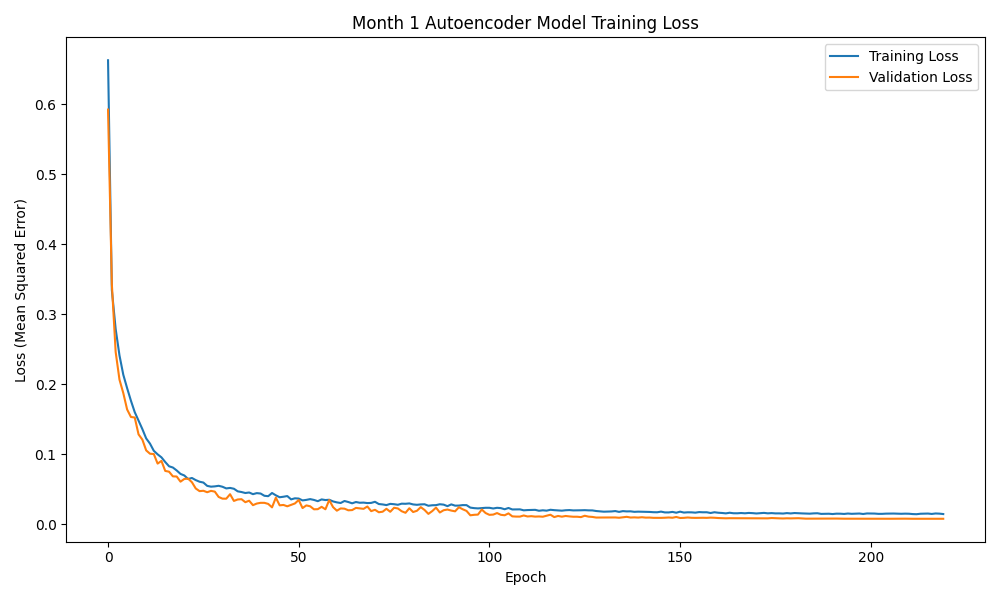 Month 1 Autoencoder Model Training Loss
Training Loss
Validation Loss
Loss (Mean Squared Error)
0.6
0.5
0.4
0.3
0.2
0.1
0.0
0 50 100 150 200
Epoch